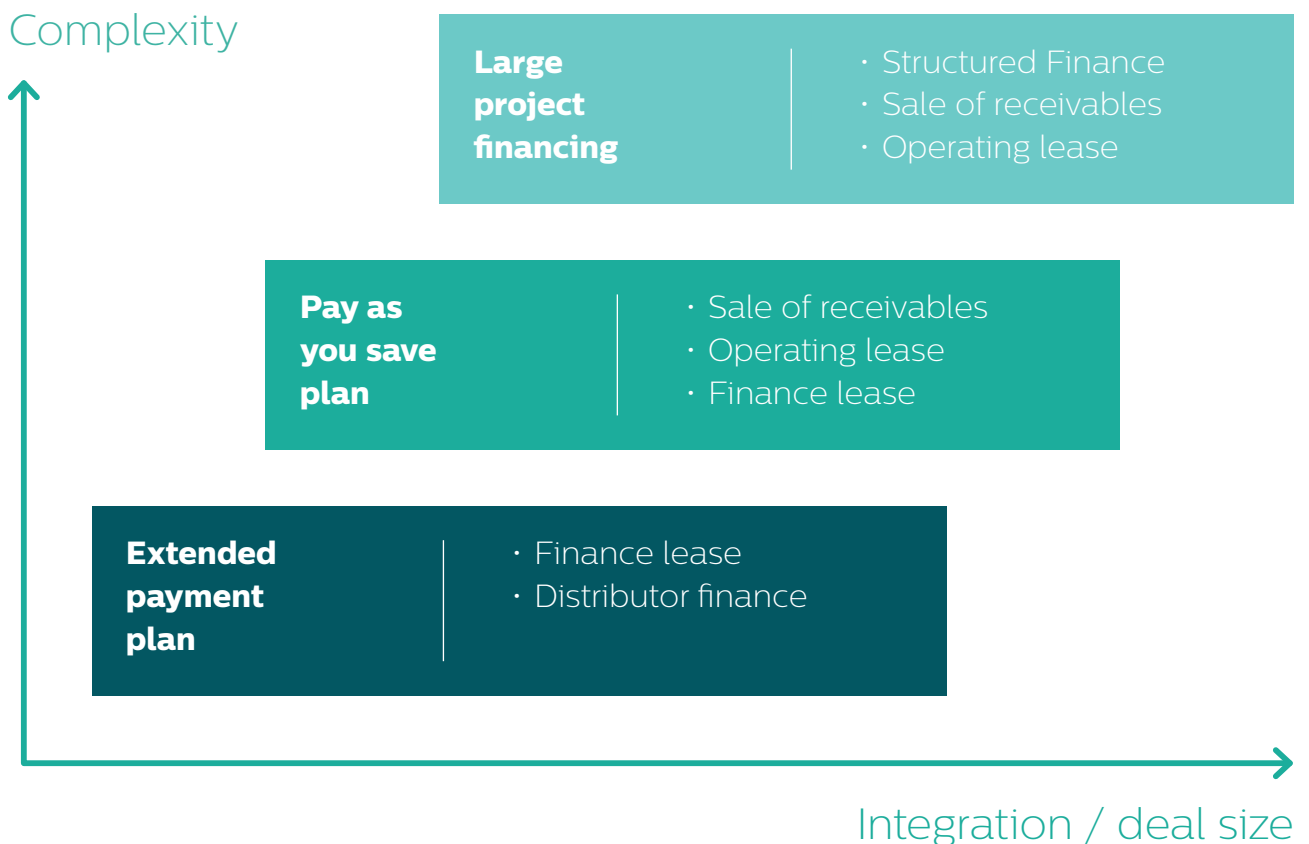 Complexity
Large
project
financing
· Structured Finance
· Sale of receivables
· Operating lease
Pay as
you save
plan
· Sale of receivables
· Operating lease
· Finance lease
Extended
payment
plan
· Finance lease
· Distributor finance
Integration / deal size